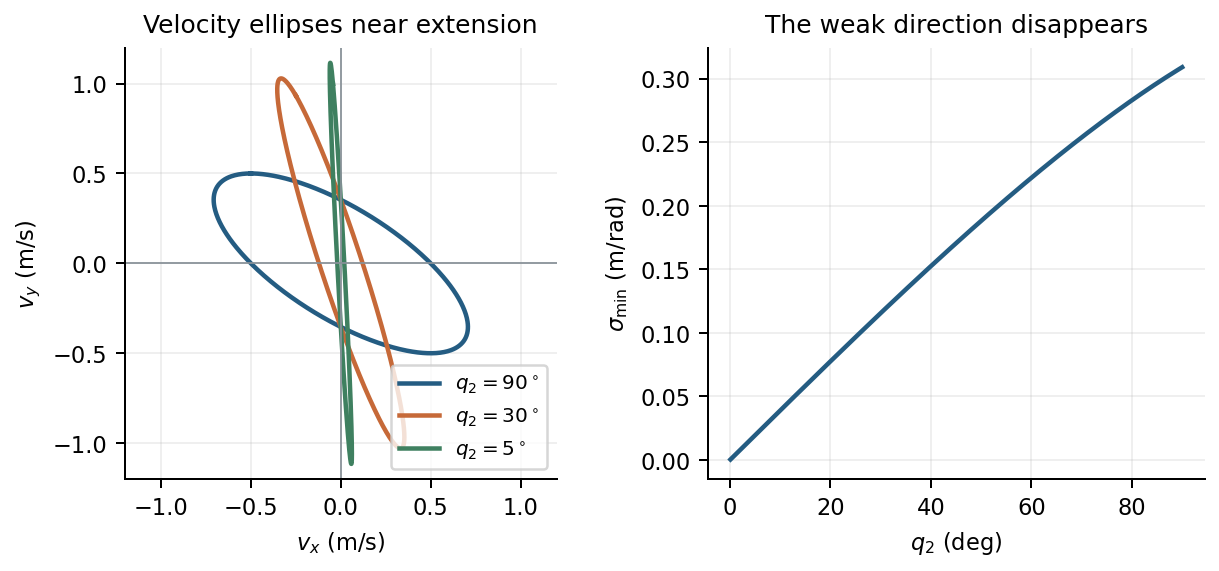 Velocity ellipses near extension
1.0
0.5
0.0
−0.5
−1.0
v_y (m/s)
−1.0 −0.5 0.0 0.5 1.0
v_x (m/s)
q_2 = 90°
q_2 = 30°
q_2 = 5°
The weak direction disappears
0.30
0.25
0.20
0.15
0.10
0.05
0.00
σ_min (m/rad)
0 20 40 60 80
q_2 (deg)